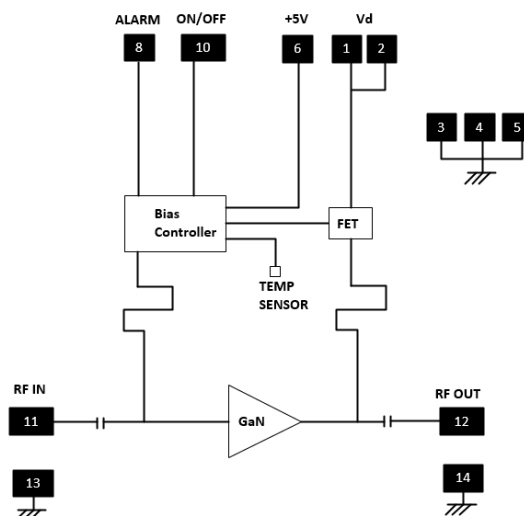 ALARM ON/OFF +5V Vd
8 10 6 1 2
3 4 5
Bias
Controller
FET
TEMP
SENSOR
RF IN
RF OUT
11
GaN
12
13
14